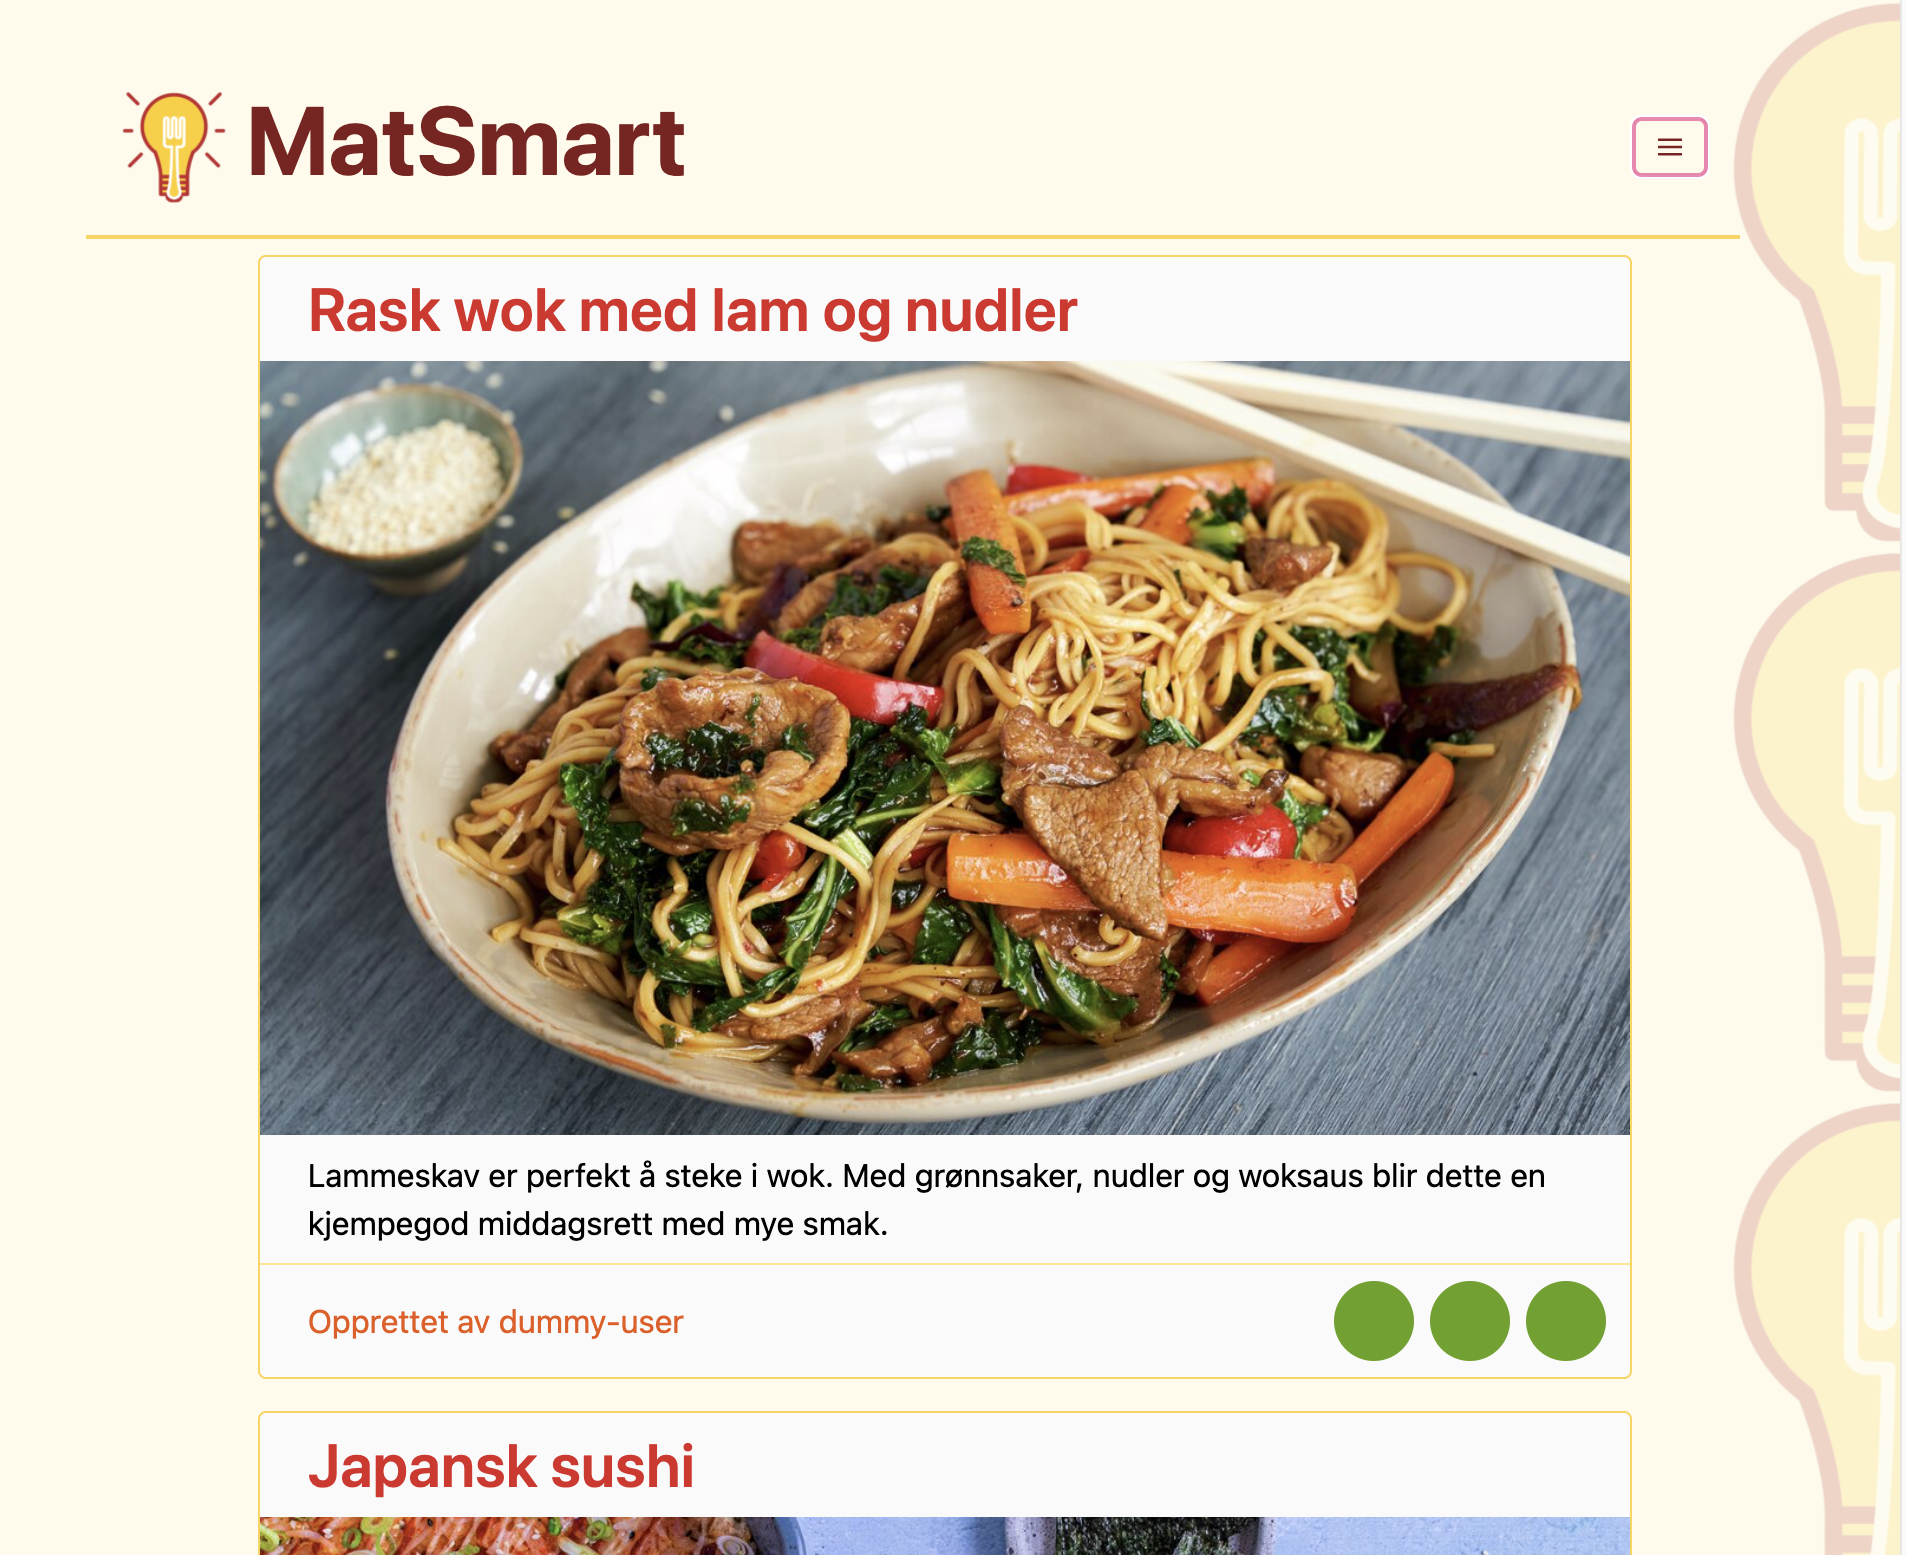 MatSmart
Rask wok med lam og nudler
Lammeskav er perfekt å steke i wok. Med grønnsaker, nudler og woksaus blir dette en
kjempegod middagsrett med mye smak.
Opprettet av dummy-user
Japansk sushi